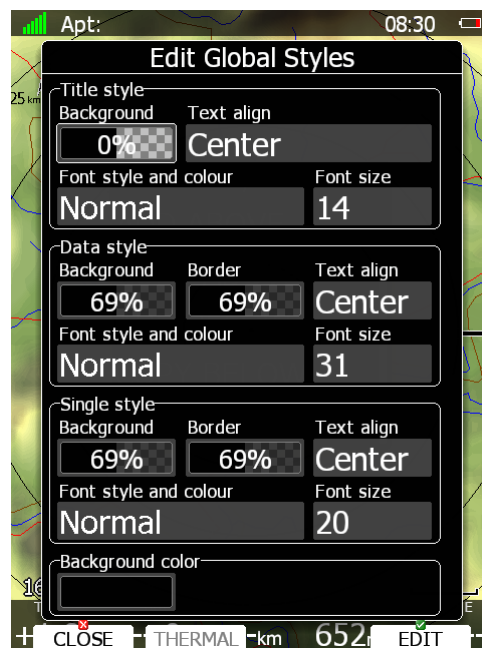 Apt: 08:30
Edit Global Styles
25 km
Title style
Background Text align
0% Center
Font style and colour Font size
Normal 14
Data style
Background Border Text align
69% 69% Center
Font style and colour Font size
Normal 31
Single style
Background Border Text align
69% 69% Center
Font style and colour Font size
Normal 20
Background color
16
T E
CLOSE THERMAL km 652 EDIT